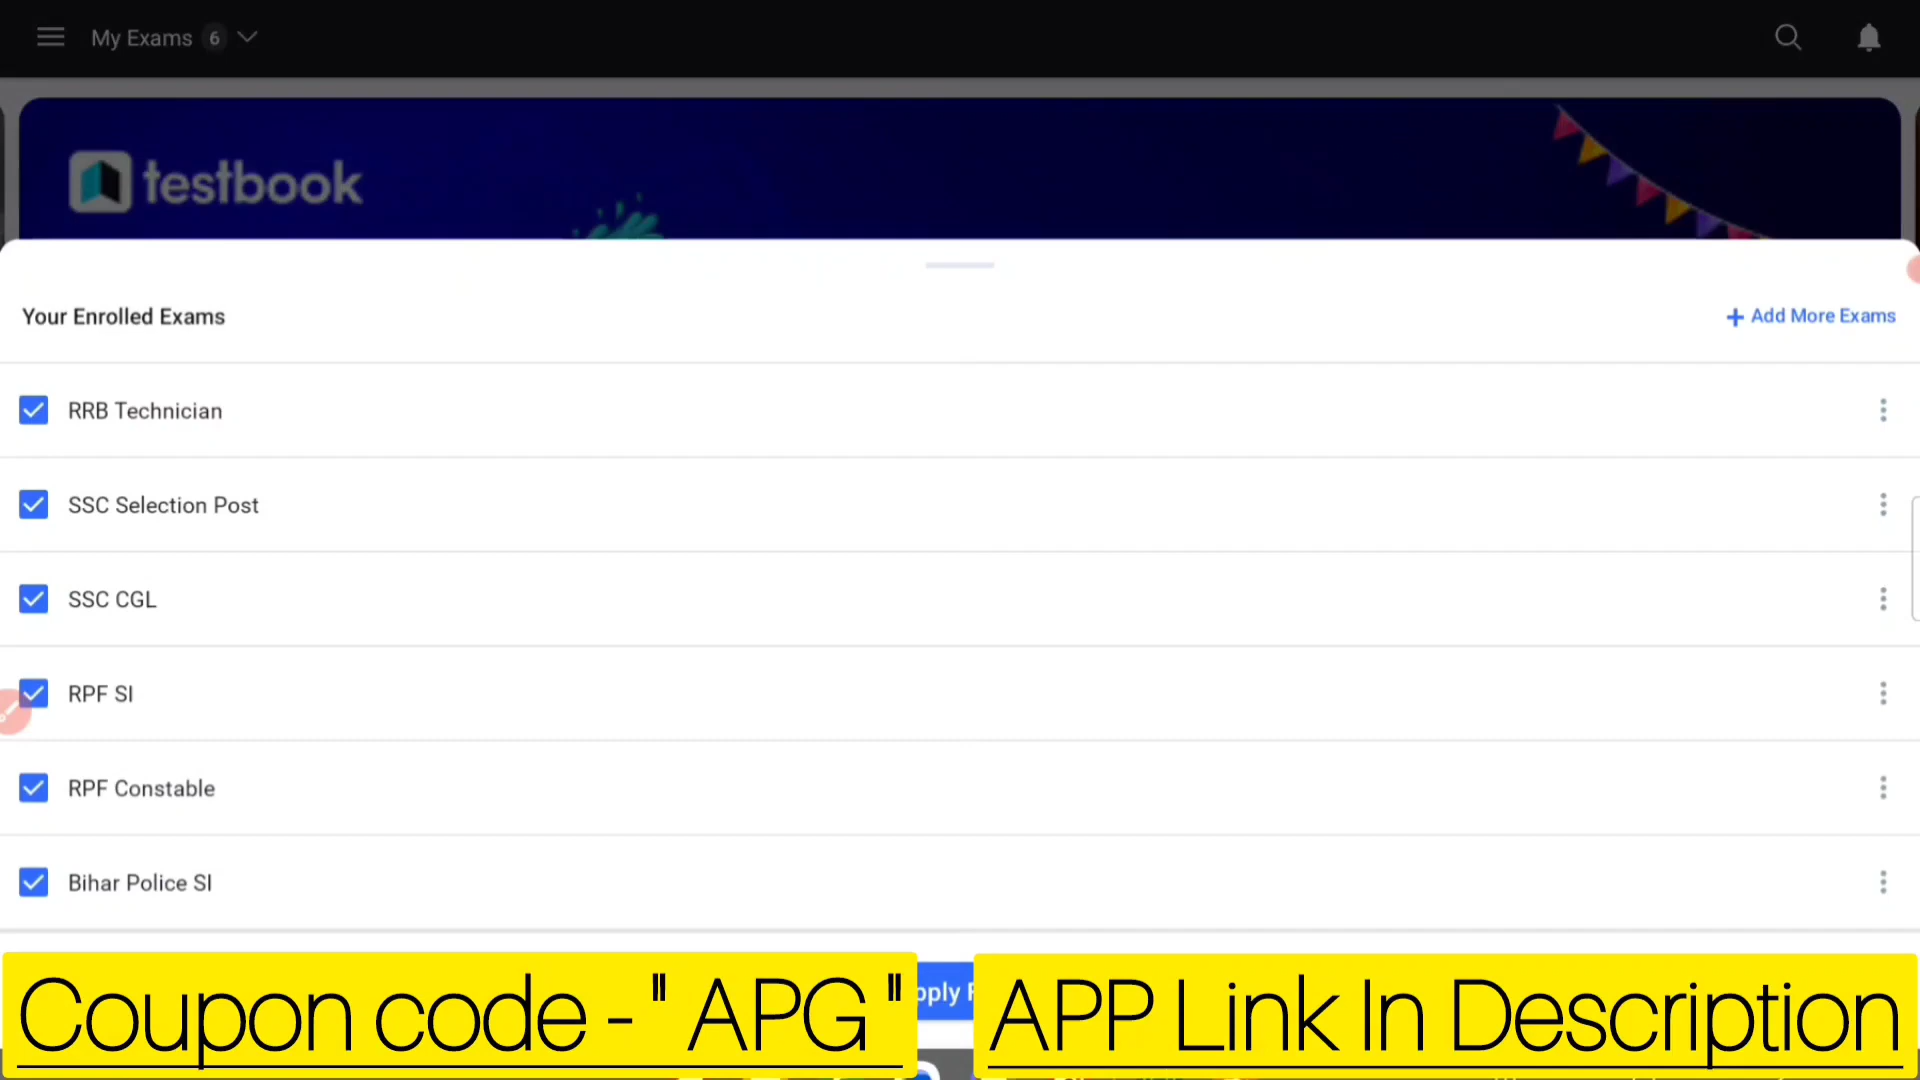 My Exams 6
testbook
Your Enrolled Exams
+ Add More Exams
RRB Technician
SSC Selection Post
SSC CGL
RPF SI
RPF Constable
Bihar Police SI
Coupon code - " APG "
APP Link In Description